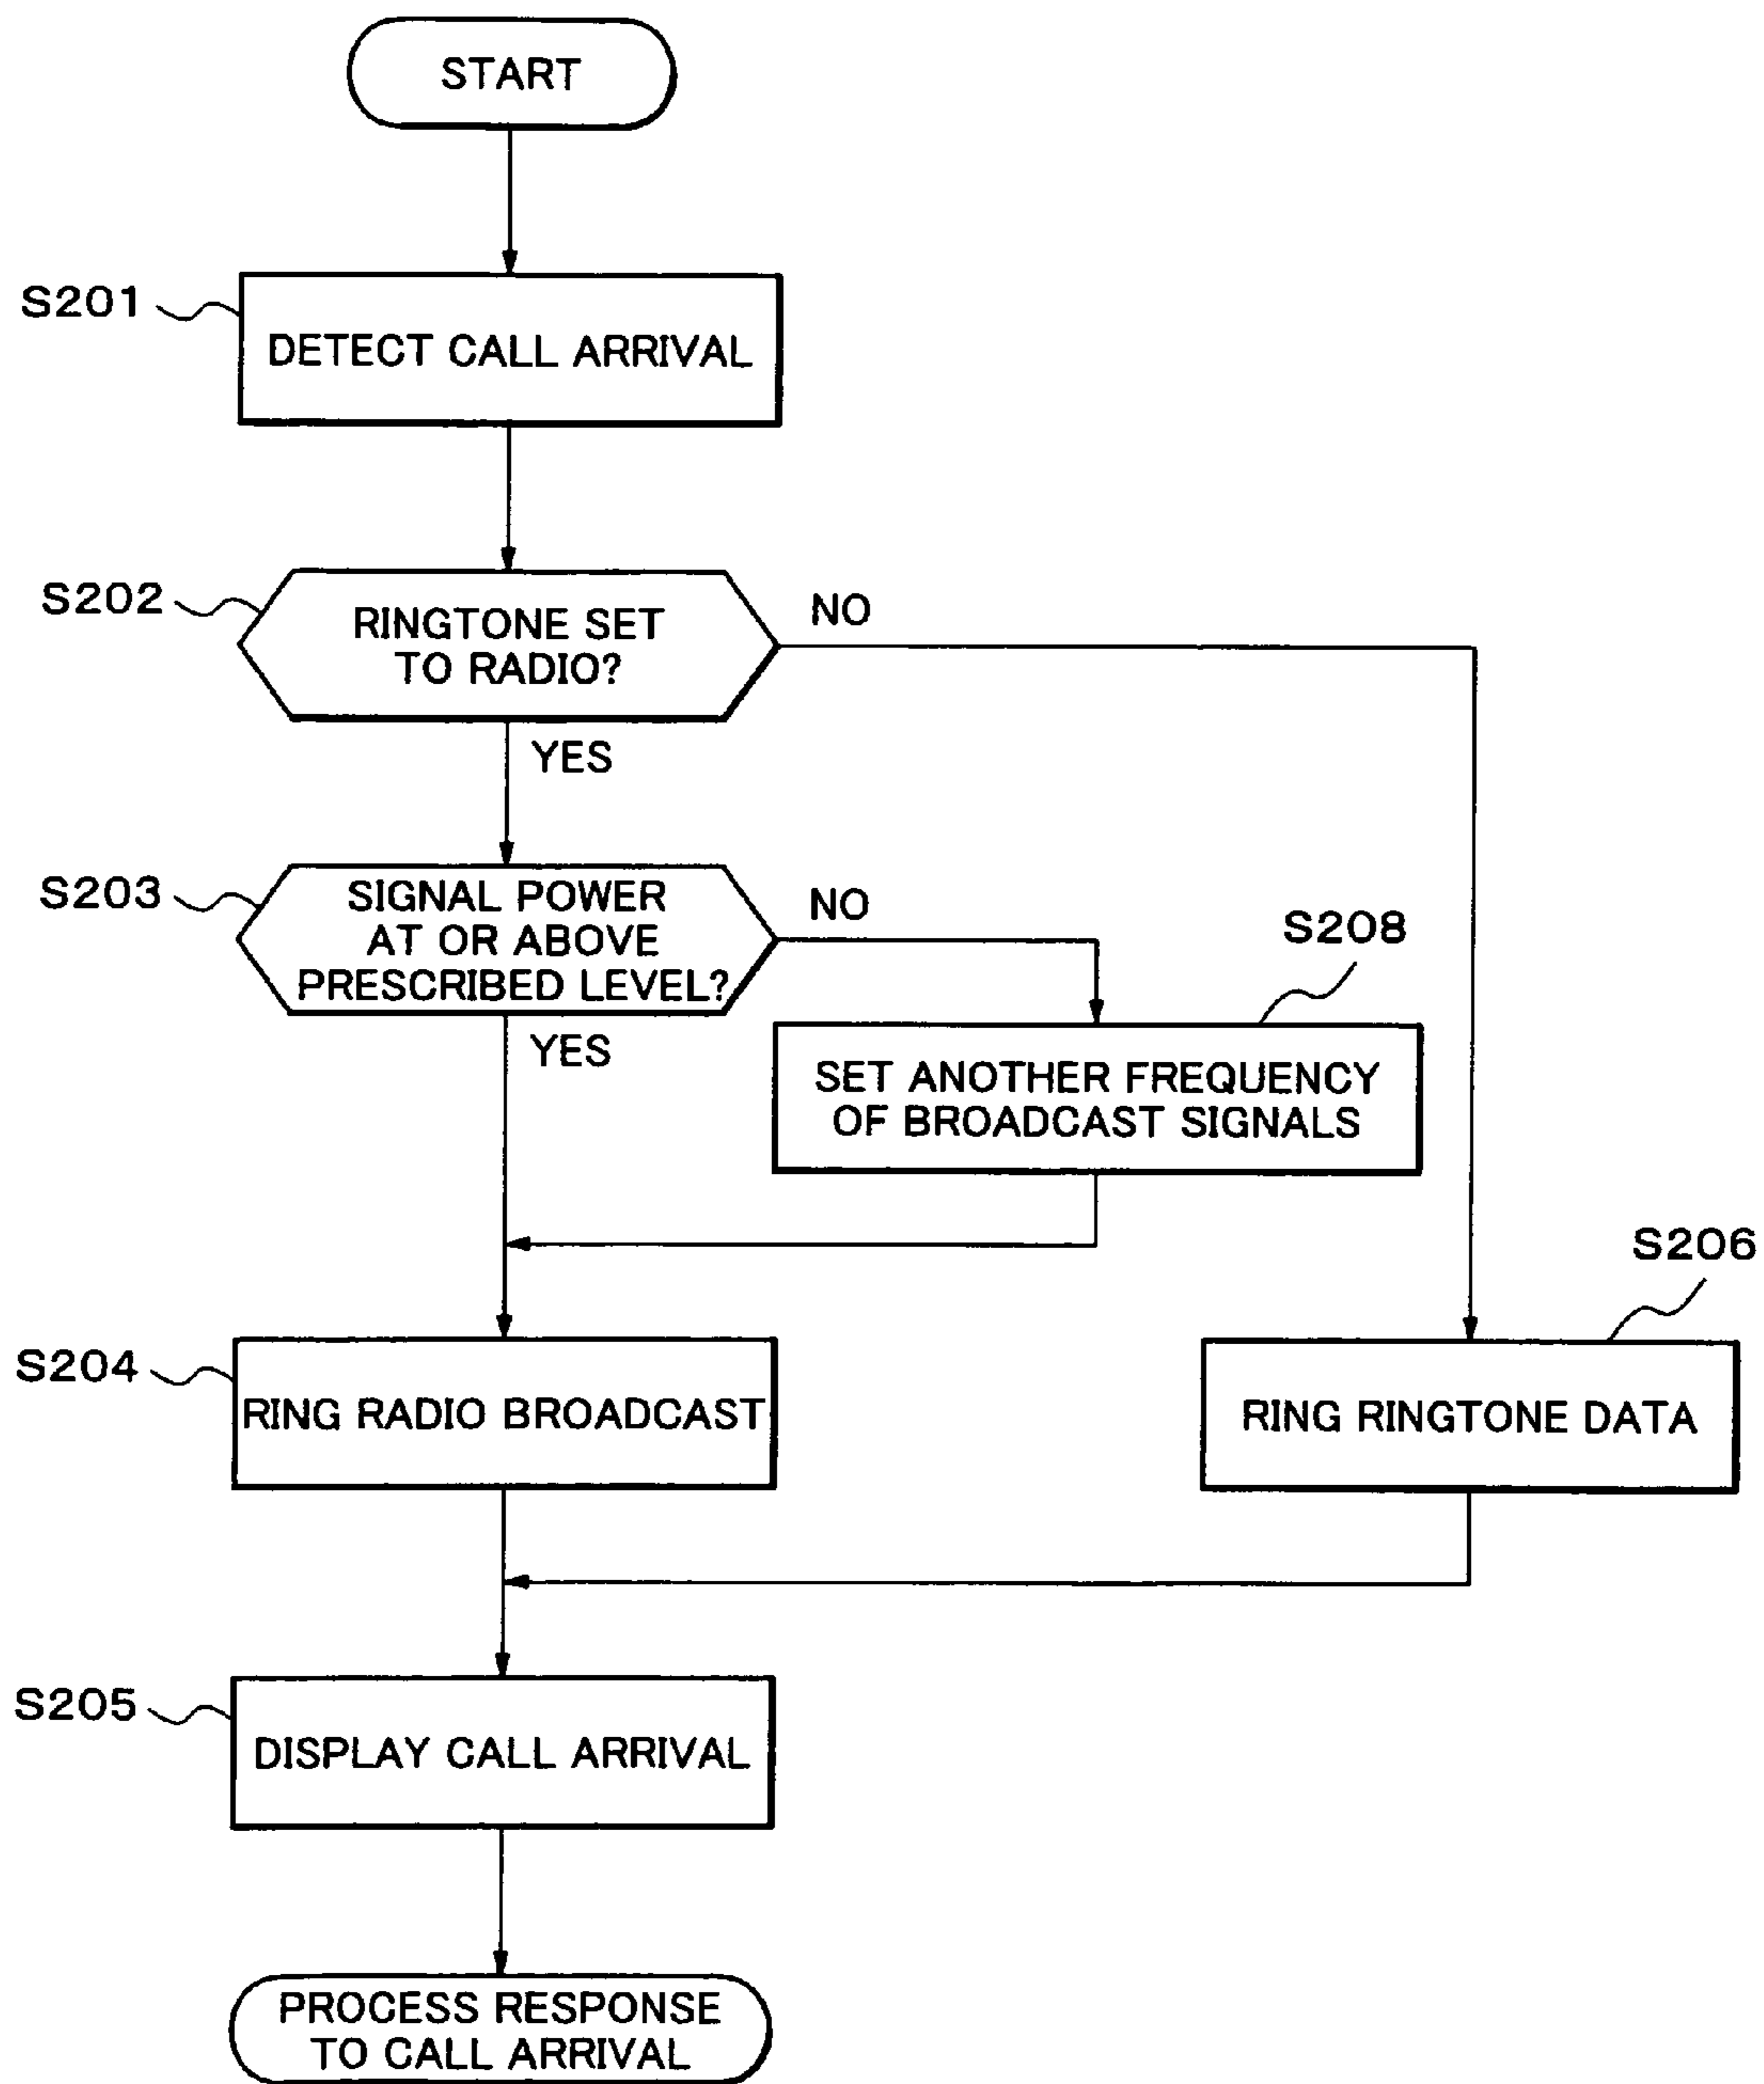 START
S201
DETECT CALL ARRIVAL
S202
RINGTONE SET
TO RADIO?
NO
YES
S203
SIGNAL POWER
AT OR ABOVE
PRESCRIBED LEVEL?
NO
YES
S208
SET ANOTHER FREQUENCY
OF BROADCAST SIGNALS
S204
RING RADIO BROADCAST
S206
RING RINGTONE DATA
S205
DISPLAY CALL ARRIVAL
PROCESS RESPONSE
TO CALL ARRIVAL